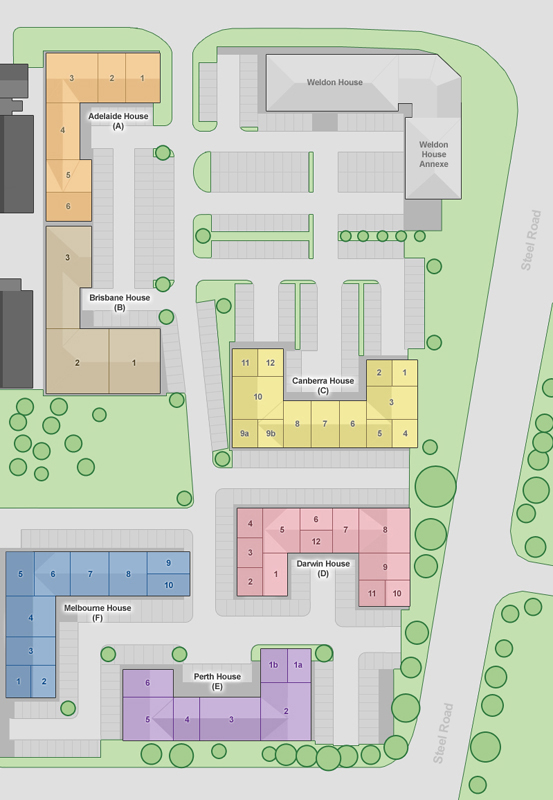 3 2 1
Adelaide House
(A)
4
5
6
Weldon House
Weldon
House
Annexe
Steel Road
3
Brisbane House
(B)
2 1
11 12
Canberra House
(C)
2 1
10
3
9a 9b 8 7 6 5 4
4 5 6 7 8
12
3
Darwin House
(D)
2 1
9
11 10
5 6 7 8 9
10
Melbourne House
(F)
4
3
1 2
Perth House
(E)
1b 1a
6
5 4 3 2
Steel Road